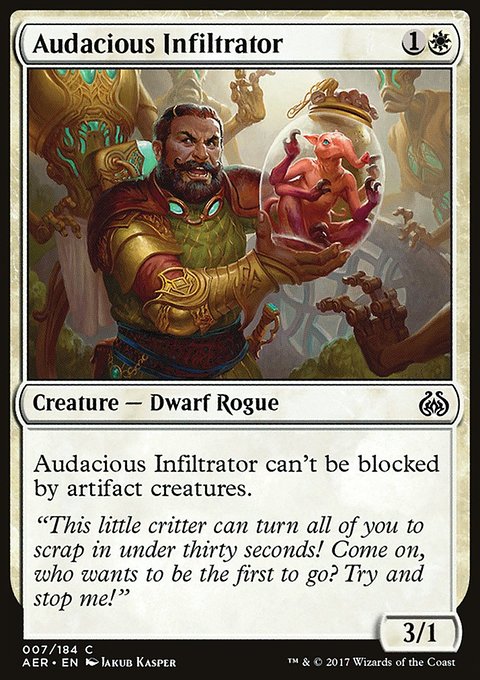 Audacious Infiltrator 1
Creature — Dwarf Rogue
Audacious Infiltrator can't be blocked
by artifact creatures.
"This little critter can turn all of you to
scrap in under thirty seconds! Come on,
who wants to be the first to go? Try and
stop me!"
3/1
007/184 C
AER • EN Jakub Kasper
™ & © 2017 Wizards of the Coast